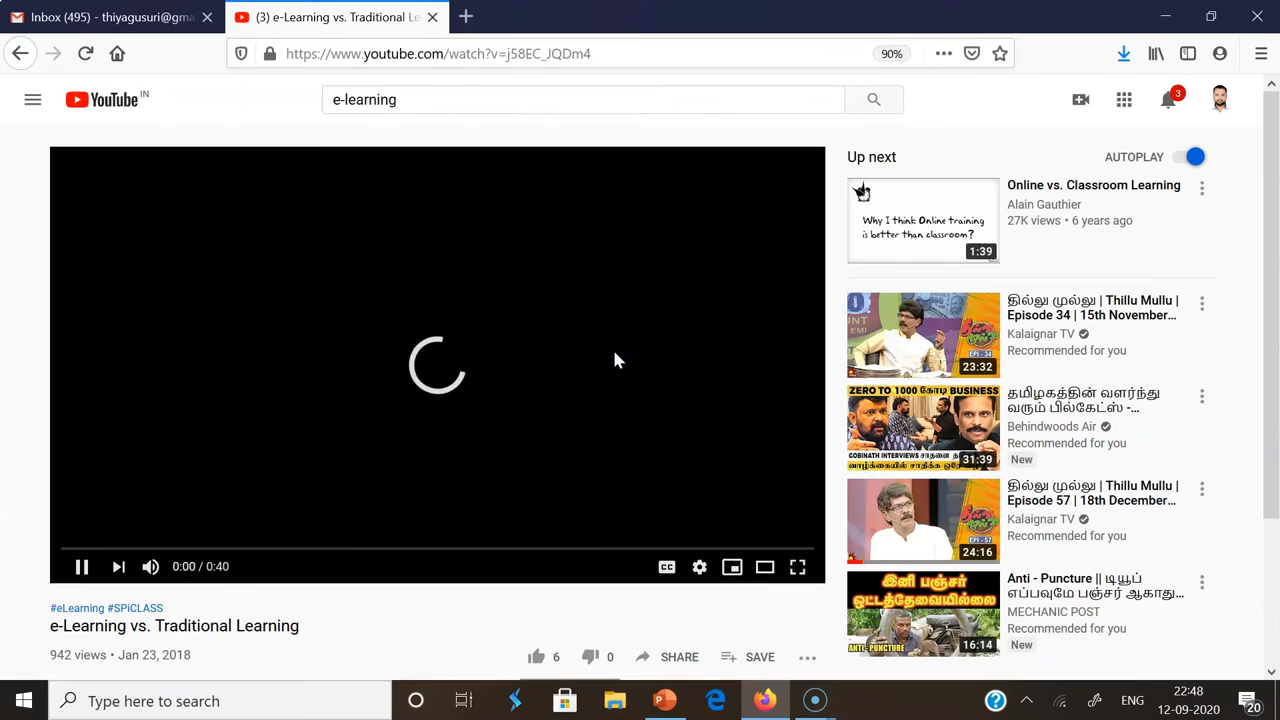 Inbox (495) - thiyagusuri@gma
(3) e-Learning vs. Traditional Le
https://www.youtube.com/watch?v=j58EC_JQDm4
90%
YouTube IN
e-learning
3
Up next
AUTOPLAY
Why I think Online training
is better than classroom?
1:39
Online vs. Classroom Learning
Alain Gauthier
27K views • 6 years ago
23:32
தில்லு முல்லு | Thillu Mullu |
Episode 34 | 15th November...
Kalaignar TV
Recommended for you
ZERO TO 1000 கோடி BUSINESS
31:39
தமிழகத்தின் வளர்ந்து
வரும் பில்கேட்ஸ் -...
Behindwoods Air
Recommended for you
New
24:16
தில்லு முல்லு | Thillu Mullu |
Episode 57 | 18th December...
Kalaignar TV
Recommended for you
இனி பஞ்சர்
ஒட்டத்தேவையில்லை
ANTI - PUNCTURE
16:14
Anti - Puncture || டியூப்
எப்பவுமே பஞ்சர் ஆகாது...
MECHANIC POST
Recommended for you
New
0:00 / 0:40
CC
#eLearning #SPiCLASS
e-Learning vs. Traditional Learning
942 views • Jan 23, 2018
6
0
SHARE
SAVE
Type here to search
ENG
22:48
12-09-2020
20